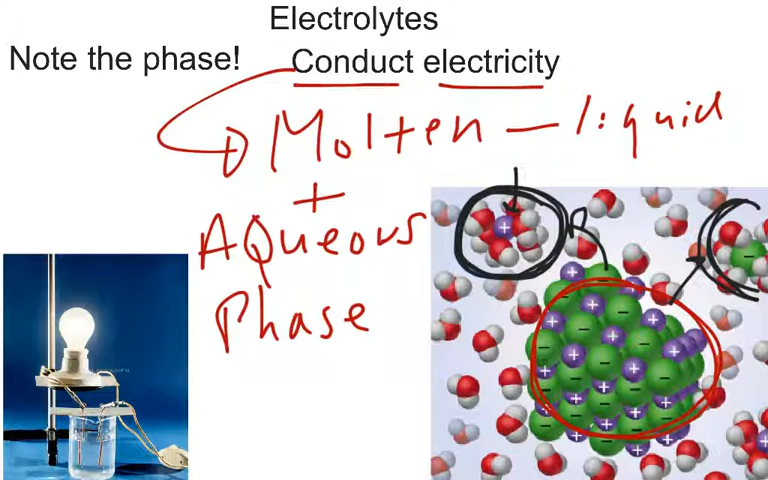 Electrolytes
Note the phase!
Conduct electricity
Molten — liquid
+
AQueous
Phase